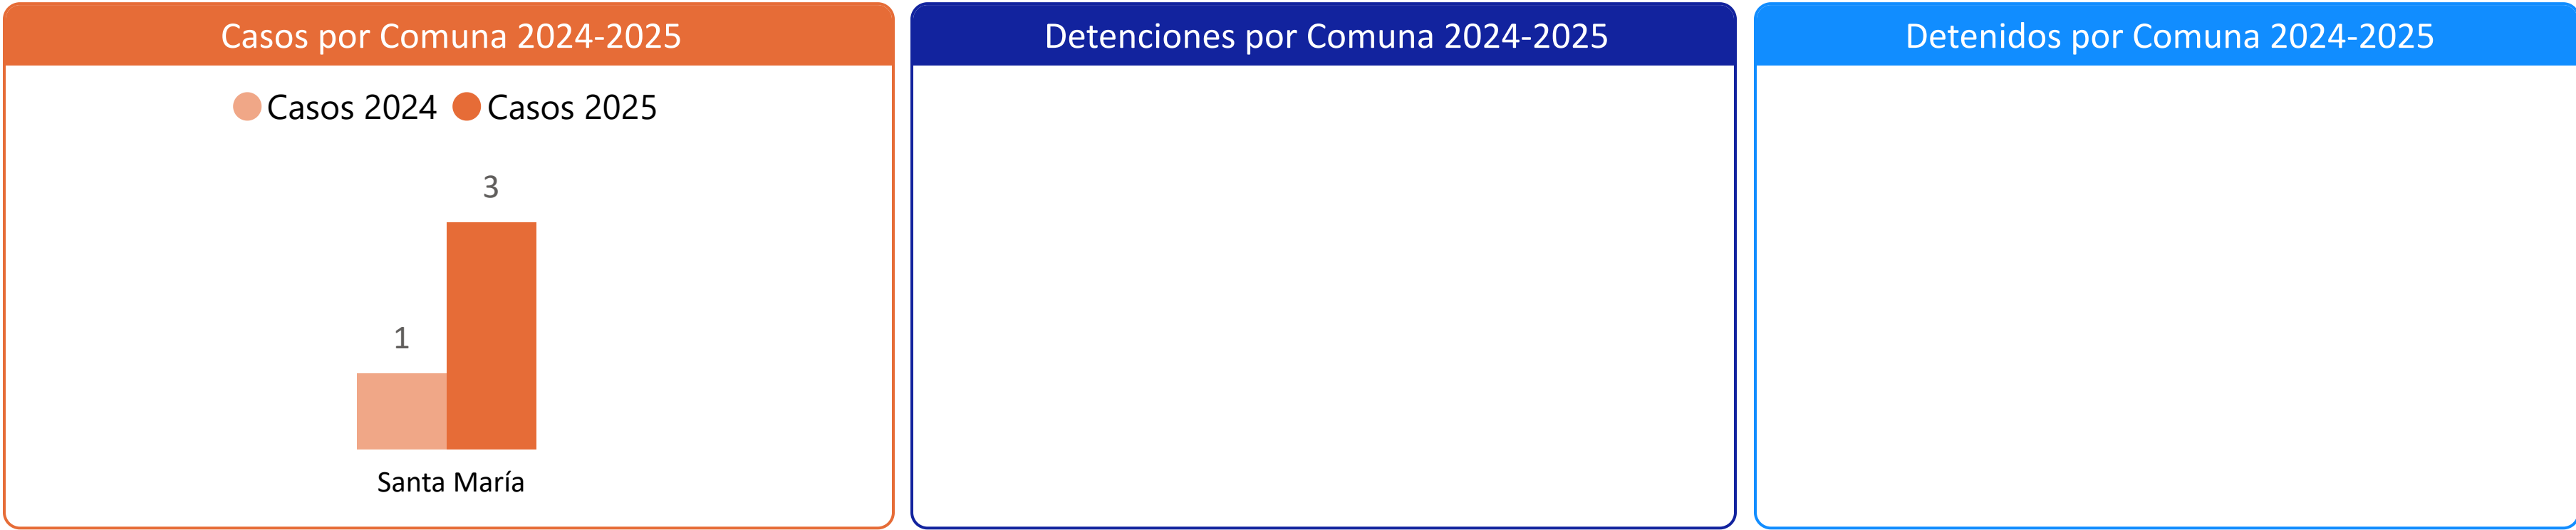 Casos por Comuna 2024-2025
Casos 2024 Casos 2025
3
1
Santa María
Detenciones por Comuna 2024-2025
Detenidos por Comuna 2024-2025